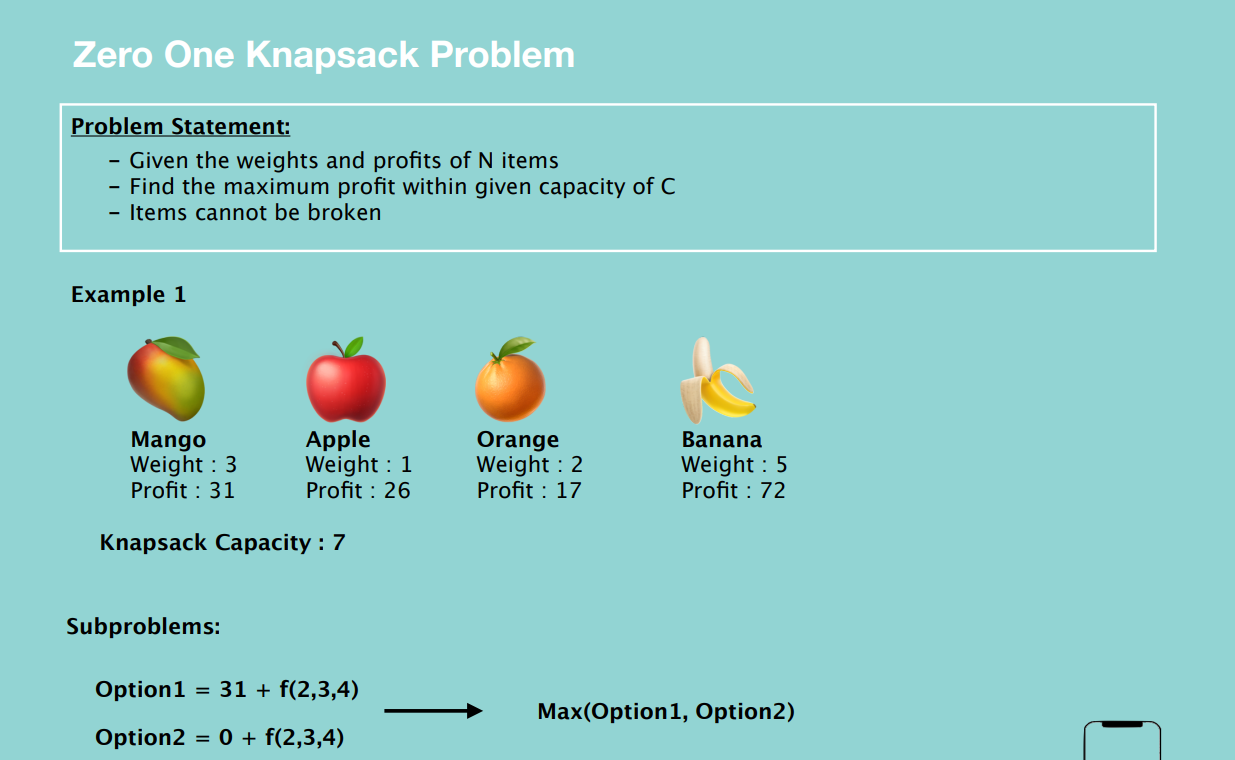 Zero One Knapsack Problem
Problem Statement:
- Given the weights and profits of N items
- Find the maximum profit within given capacity of C
- Items cannot be broken
Example 1
Mango Apple Orange Banana
Weight : 3 Weight : 1 Weight : 2 Weight : 5
Profit : 31 Profit : 26 Profit : 17 Profit : 72
Knapsack Capacity : 7
Subproblems:
Option1 = 31 + f(2,3,4)
Max(Option1, Option2)
Option2 = 0 + f(2,3,4)